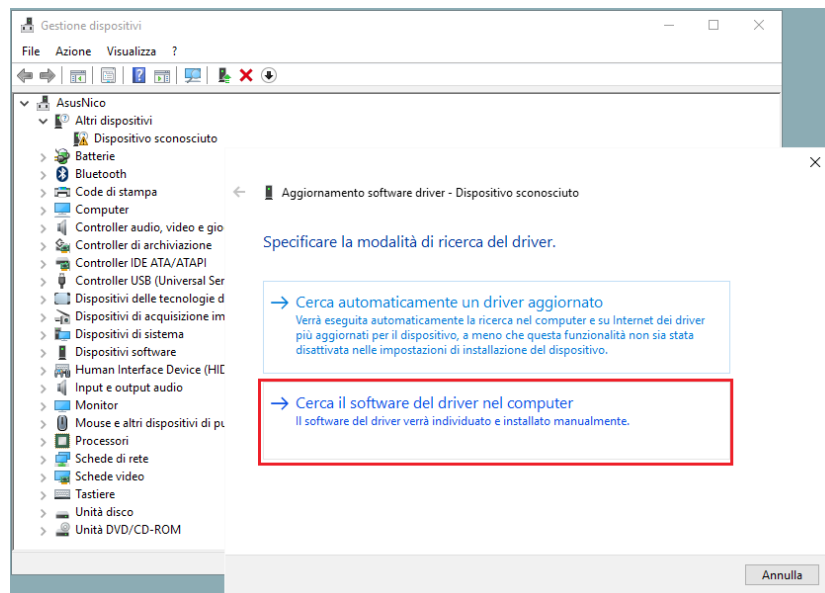 Gestione dispositivi
File Azione Visualizza ?
AsusNico
Altri dispositivi
Dispositivo sconosciuto
Batterie
Bluetooth
Code di stampa
Computer
Controller audio, video e gio
Controller di archiviazione
Controller IDE ATA/ATAPI
Controller USB (Universal Ser
Dispositivi delle tecnologie d
Dispositivi di acquisizione im
Dispositivi di sistema
Dispositivi software
Human Interface Device (HID
Input e output audio
Monitor
Mouse e altri dispositivi di pu
Processori
Schede di rete
Schede video
Tastiere
Unità disco
Unità DVD/CD-ROM
Aggiornamento software driver - Dispositivo sconosciuto
Specificare la modalità di ricerca del driver.
Cerca automaticamente un driver aggiornato
Verrà eseguita automaticamente la ricerca nel computer e su Internet dei driver
più aggiornati per il dispositivo, a meno che questa funzionalità non sia stata
disattivata nelle impostazioni di installazione del dispositivo.
Cerca il software del driver nel computer
Il software del driver verrà individuato e installato manualmente.
Annulla